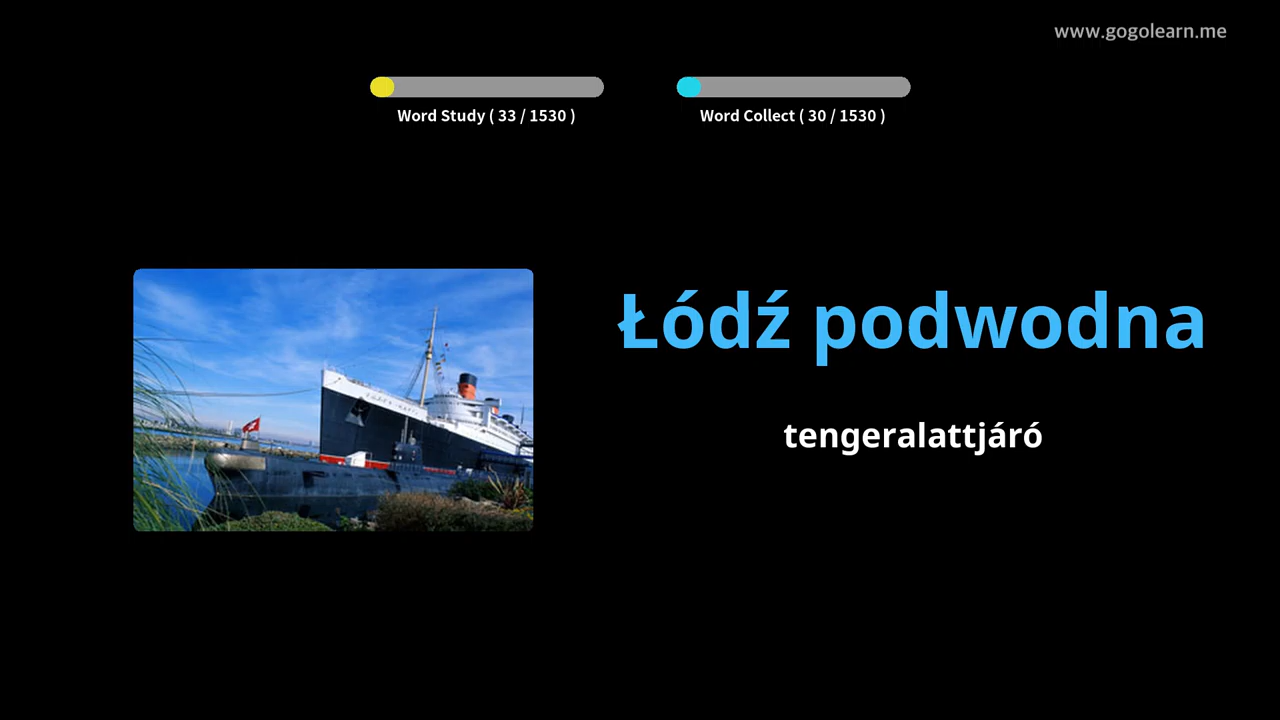 www.gogolearn.me
Word Study ( 33 / 1530 )
Word Collect ( 30 / 1530 )
Łódź podwodna
tengeralattjáró